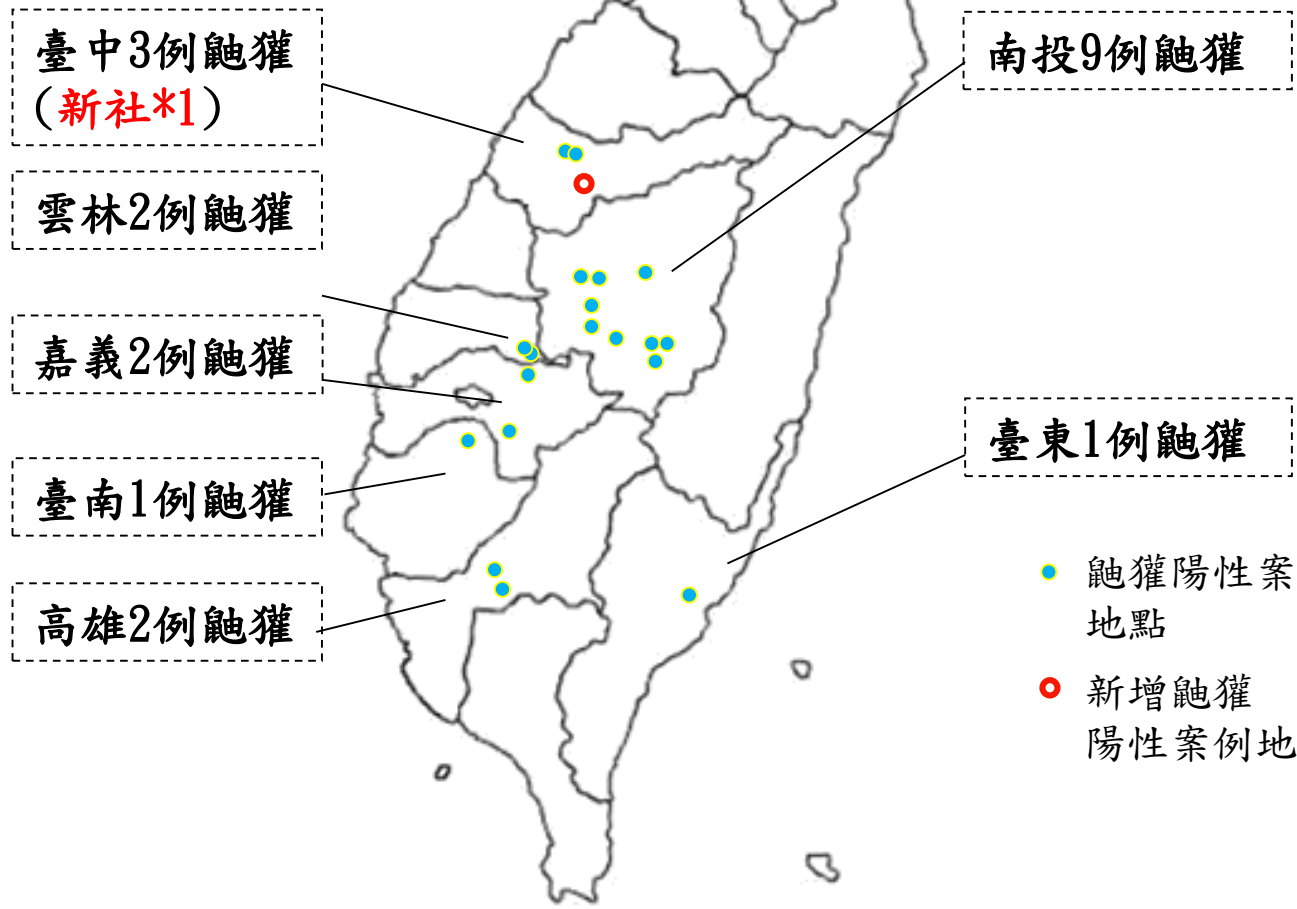 臺中3例鼬獾
(新社*1)
雲林2例鼬獾
嘉義2例鼬獾
臺南1例鼬獾
高雄2例鼬獾
南投9例鼬獾
臺東1例鼬獾
鼬獾陽性案
地點
新增鼬獾
陽性案例地